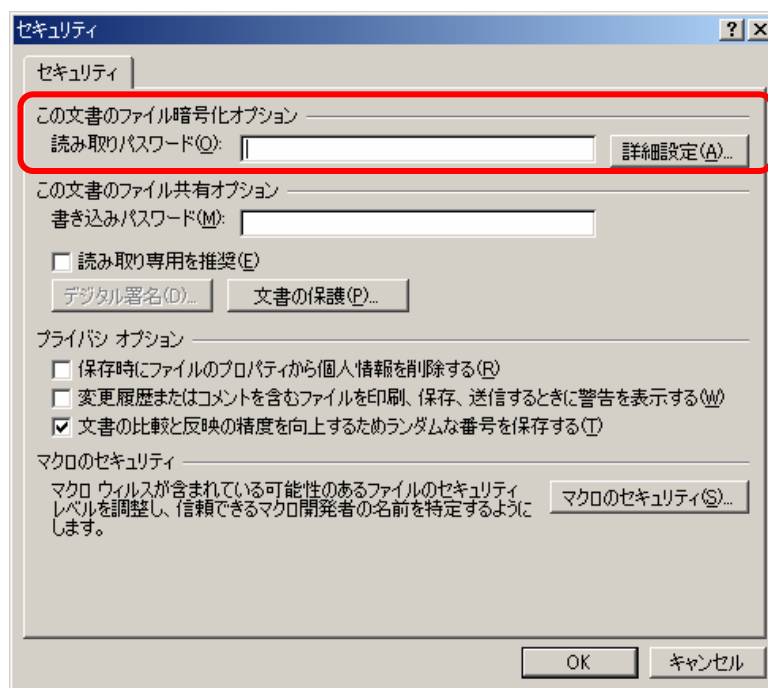 セキュリティ
セキュリティ
この文書のファイル暗号化オプション
読み取りパスワード(O):
詳細設定(A)...
この文書のファイル共有オプション
書き込みパスワード(M):
読み取り専用を推奨(E)
デジタル署名(D)... 文書の保護(P)...
プライバシ オプション
保存時にファイルのプロパティから個人情報を削除する(R)
変更履歴またはコメントを含むファイルを印刷、保存、送信するときに警告を表示する(W)
文書の比較と反映の精度を向上するためランダムな番号を保存する(T)
マクロのセキュリティ
マクロ ウィルスが含まれている可能性のあるファイルのセキュリティ
レベルを調整し、信頼できるマクロ開発者の名前を特定するように
します。
マクロのセキュリティ(S)...
OK キャンセル